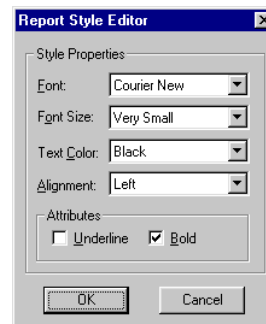 Report Style Editor
Style Properties
Font: Courier New
Font Size: Very Small
Text Color: Black
Alignment: Left
Attributes
Underline Bold
OK Cancel